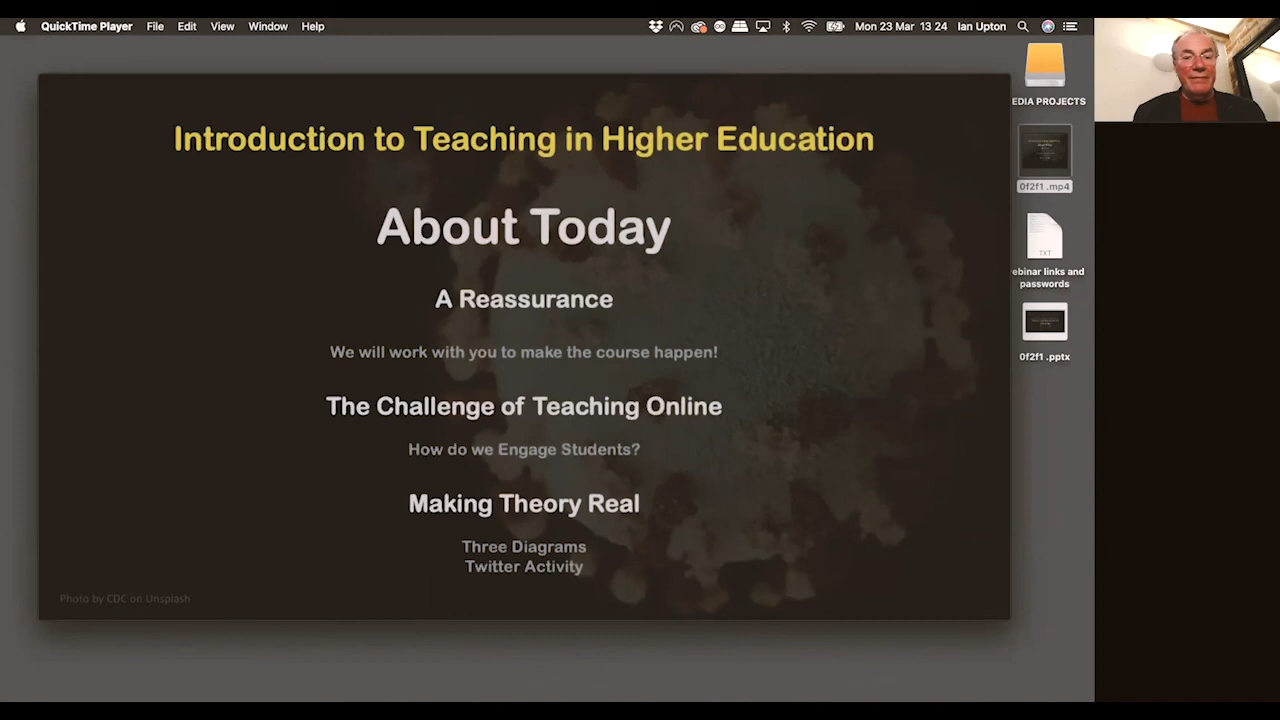 QuickTime Player File Edit View Window Help Mon 23 Mar 13 24 Ian Upton
EDIA PROJECTS
Introduction to Teaching in Higher Education
0f2f1 .mp4
About Today
TXT
ebinar links and
passwords
A Reassurance
We will work with you to make the course happen!
0f2f1 .pptx
The Challenge of Teaching Online
How do we Engage Students?
Making Theory Real
Three Diagrams
Twitter Activity
Photo by CDC on Unsplash